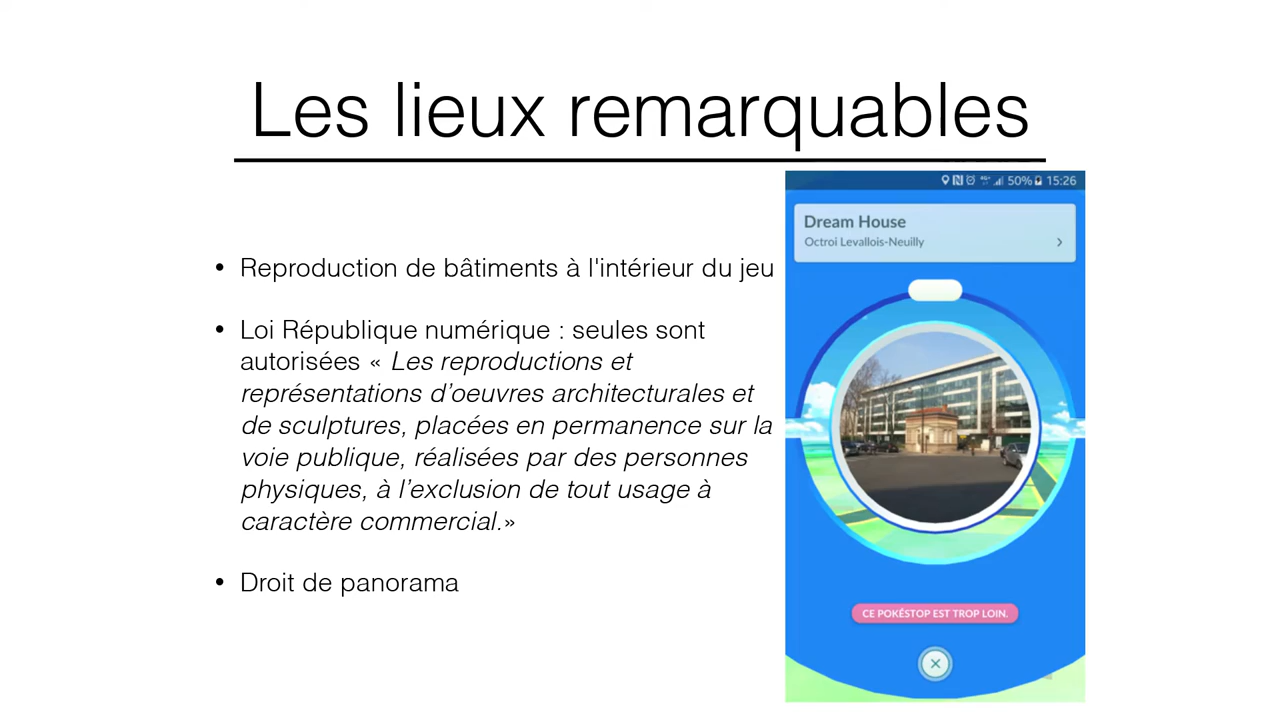 Les lieux remarquables
• Reproduction de bâtiments à l'intérieur du jeu
• Loi République numérique : seules sont
autorisées « Les reproductions et
représentations d’oeuvres architecturales et
de sculptures, placées en permanence sur la
voie publique, réalisées par des personnes
physiques, à l’exclusion de tout usage à
caractère commercial.»
• Droit de panorama
50% 15:26
Dream House
Octroi Levallois-Neuilly
CE POKÉSTOP EST TROP LOIN.